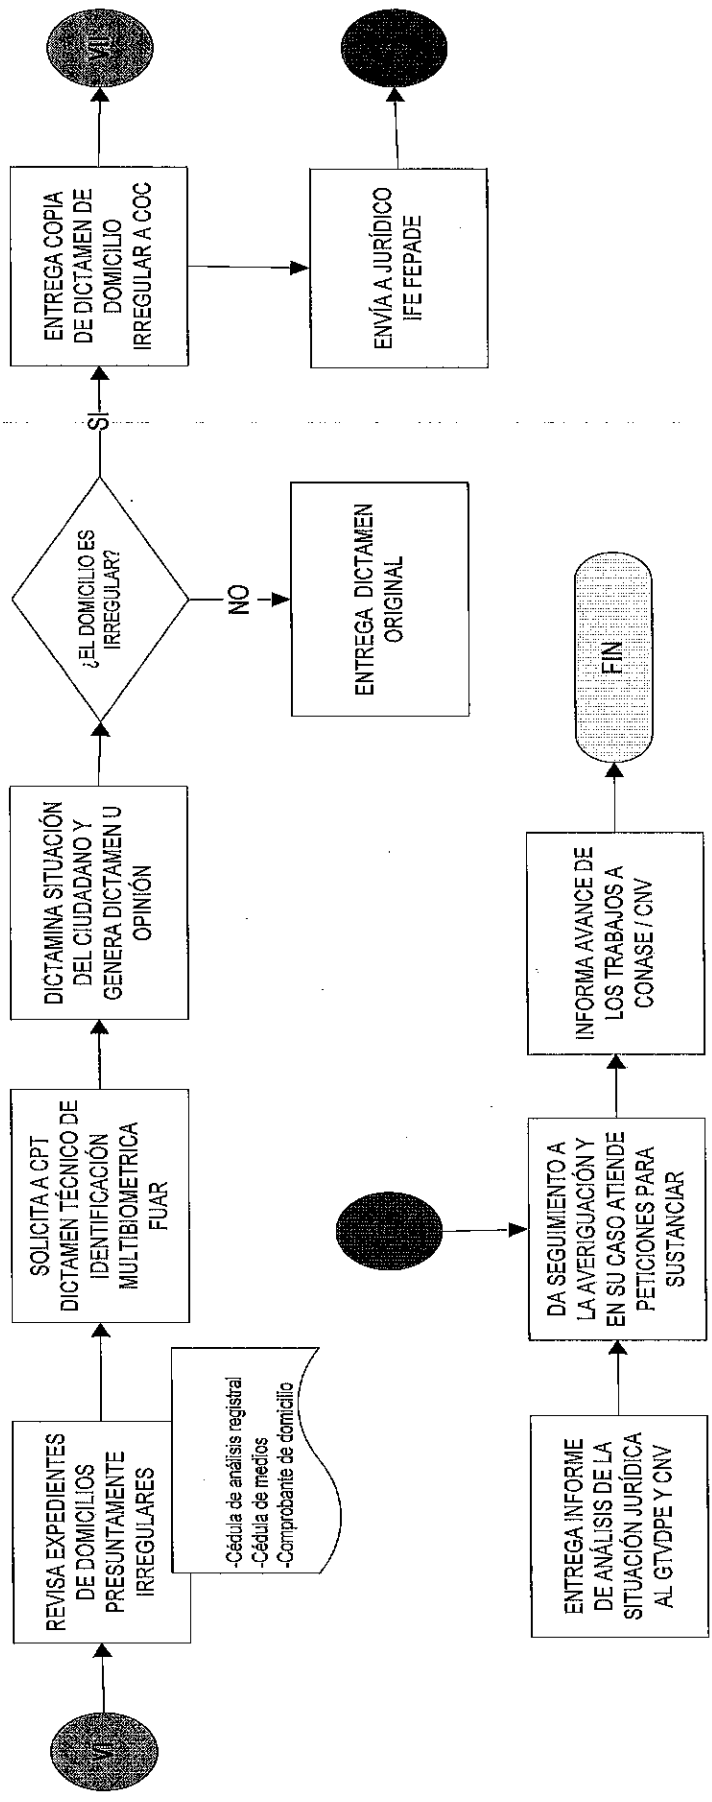 VI
REVISA EXPEDIENTES
DE DOMICILIOS
PRESUNTAMENTE
IRREGULARES
-Cédula de análisis registral
-Cédula de medios
-Comprobante de domicilio
SOLICITA A CPT
DICTAMEN TÉCNICO DE
IDENTIFICACIÓN
MULTIBIOMETRICA
FUAR
DICTAMINA SITUACIÓN
DEL CIUDADANO Y
GENERA DICTAMEN U
OPINIÓN
¿EL DOMICILIO ES
IRREGULAR?
SI
NO
ENTREGA COPIA
DE DICTAMEN DE
DOMICILIO
IRREGULAR A COC
VII
ENTREGA DICTAMEN
ORIGINAL
ENVÍA A JURÍDICO
IFE FEPADE
ENTREGA INFORME
DE ANÁLISIS DE LA
SITUACIÓN JURÍDICA
AL GTVDPE Y CNV
DA SEGUIMIENTO A
LA AVERIGUACIÓN Y
EN SU CASO ATIENDE
PETICIONES PARA
SUSTANCIAR
INFORMA AVANCE DE
LOS TRABAJOS A
CONASE / CNV
FIN